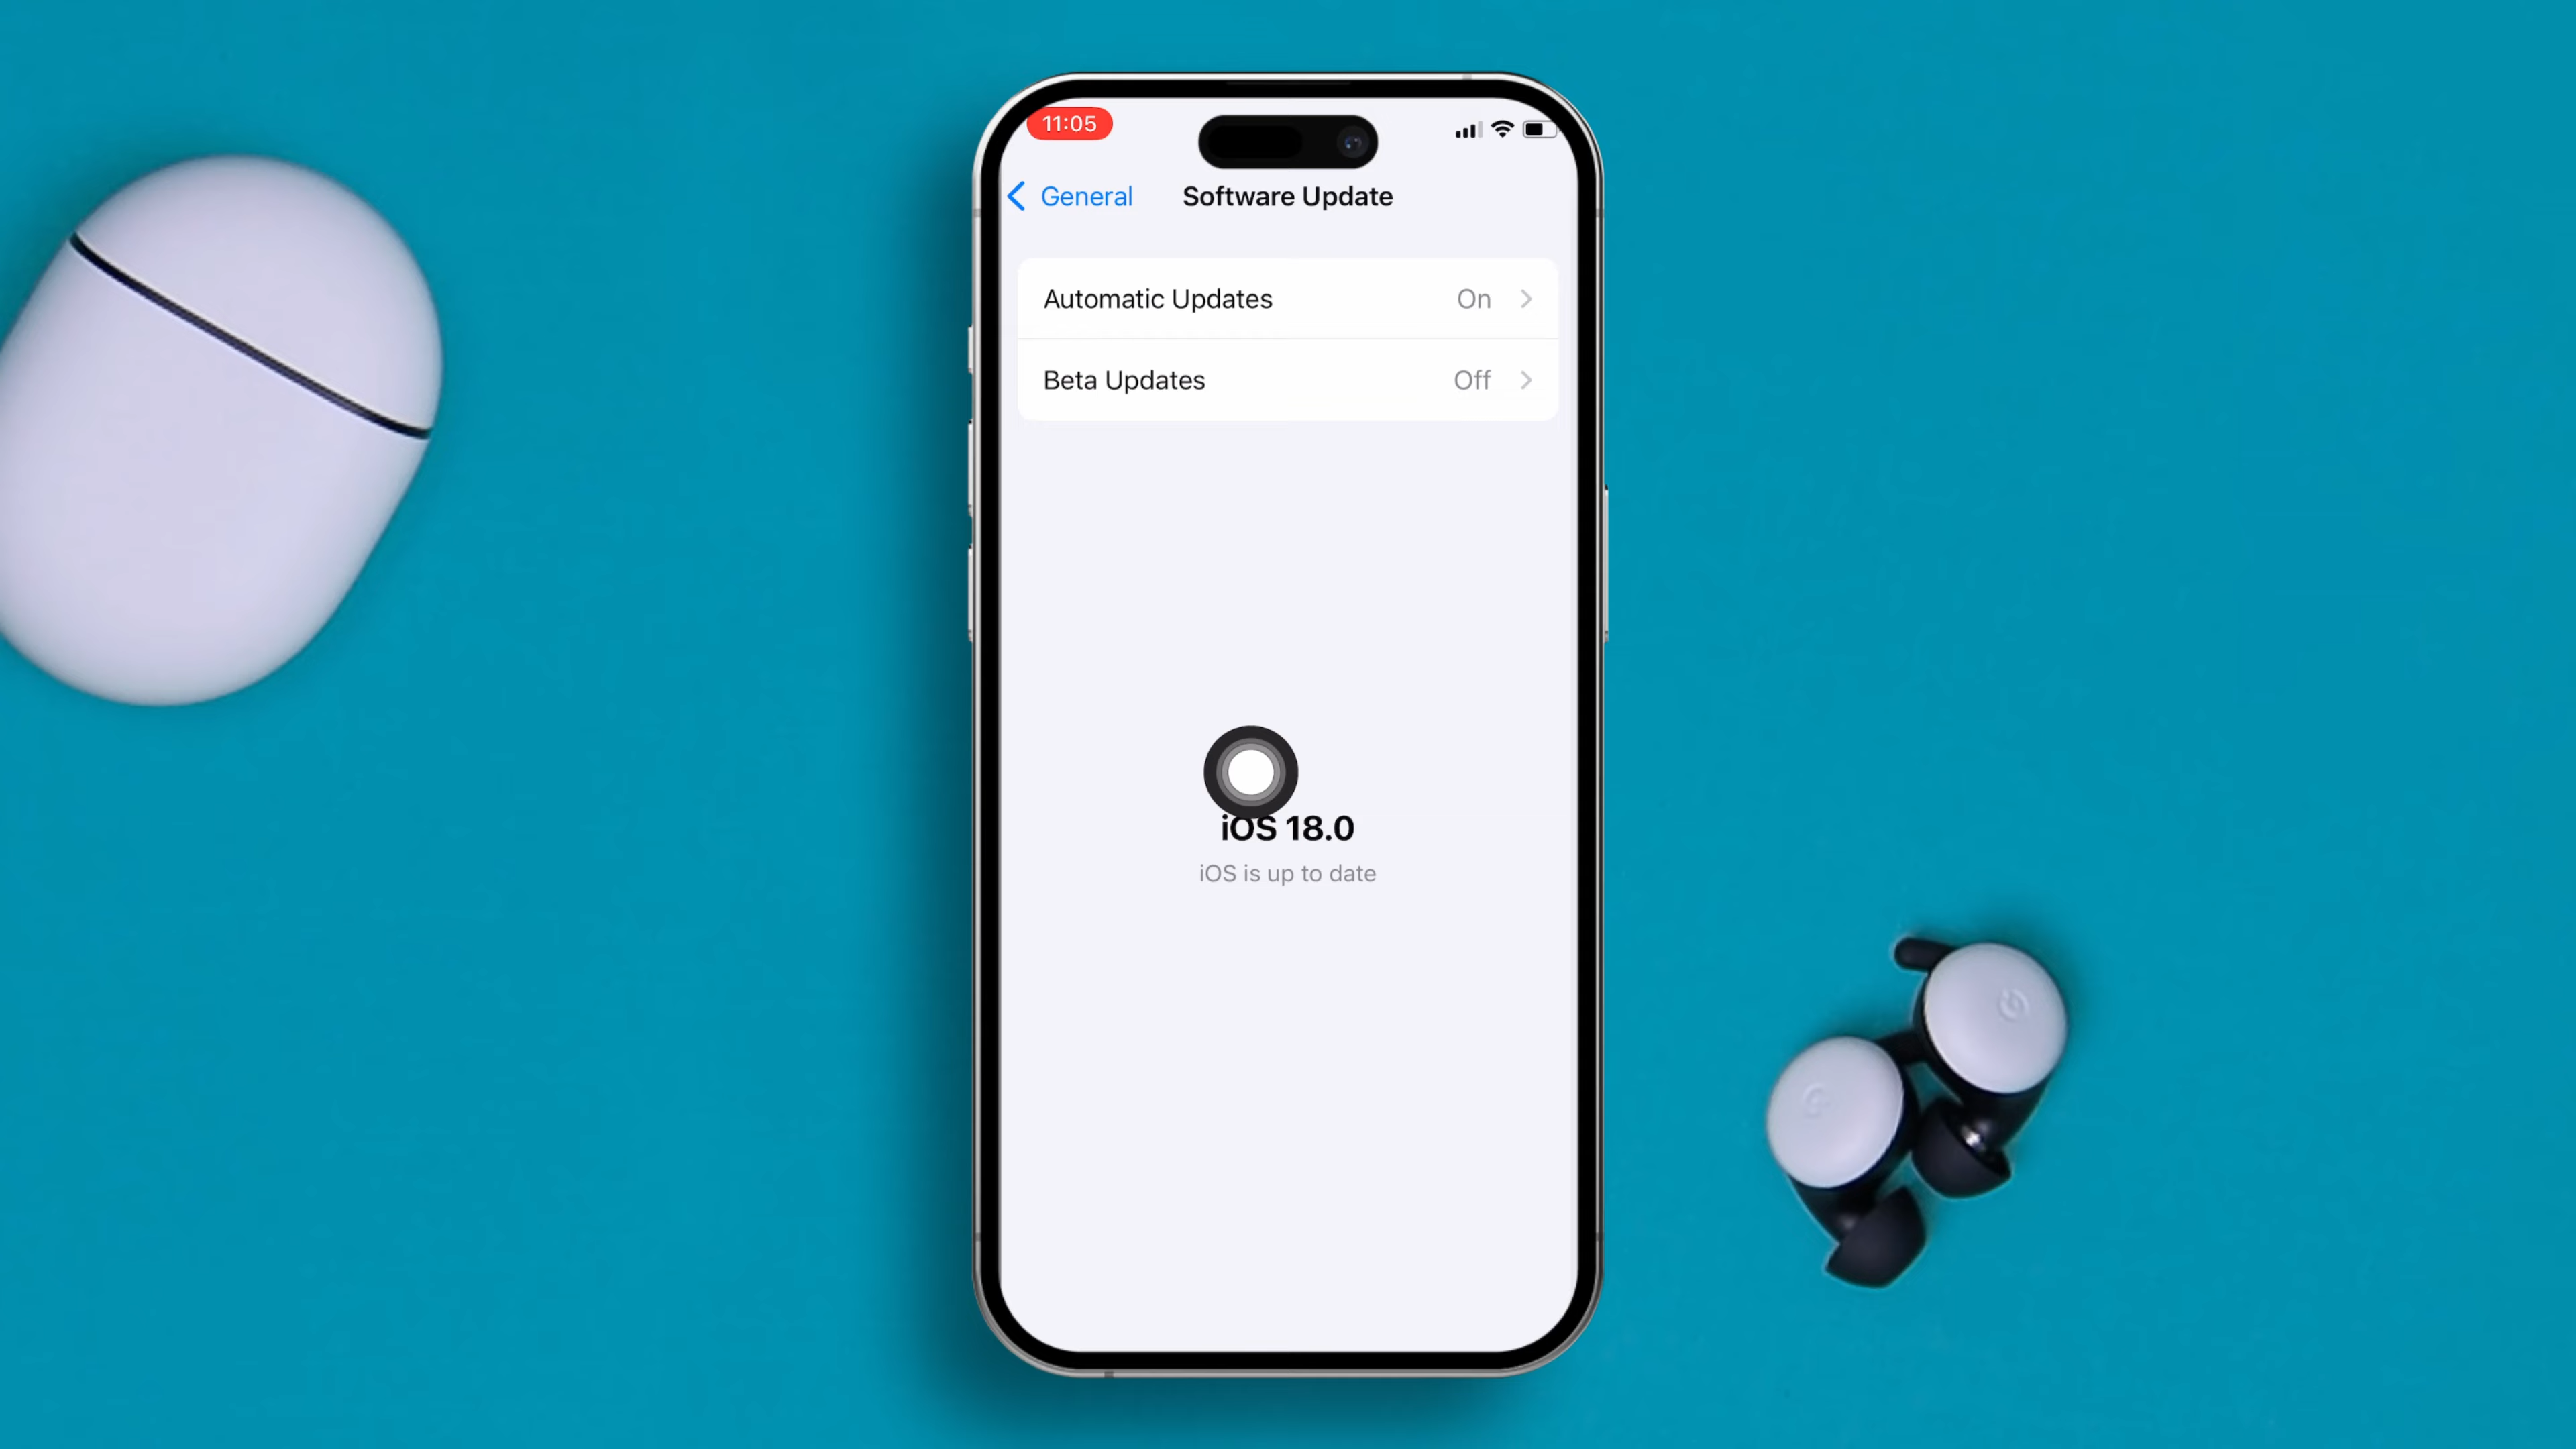 11:05
General
Software Update
Automatic Updates
On
Beta Updates
Off
iOS 18.0
iOS is up to date